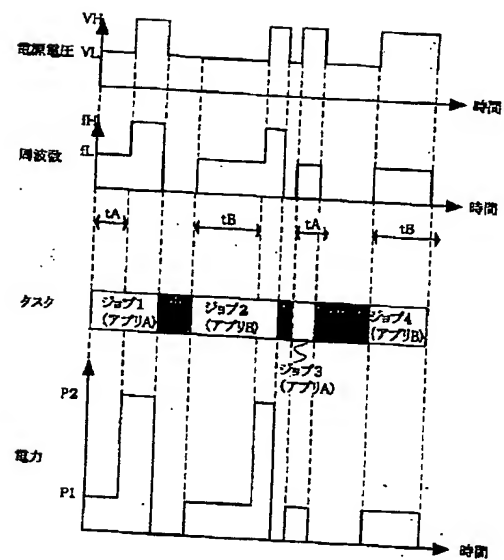 VH
電源電圧 VL
時間
fH
周波数 fL
時間
tA tB tA tB
タスク
ジョブ1
(アプリA)
ジョブ2
(アプリB)
ジョブ4
(アプリB)
ジョブ3
(アプリA)
P2
電力
P1
時間